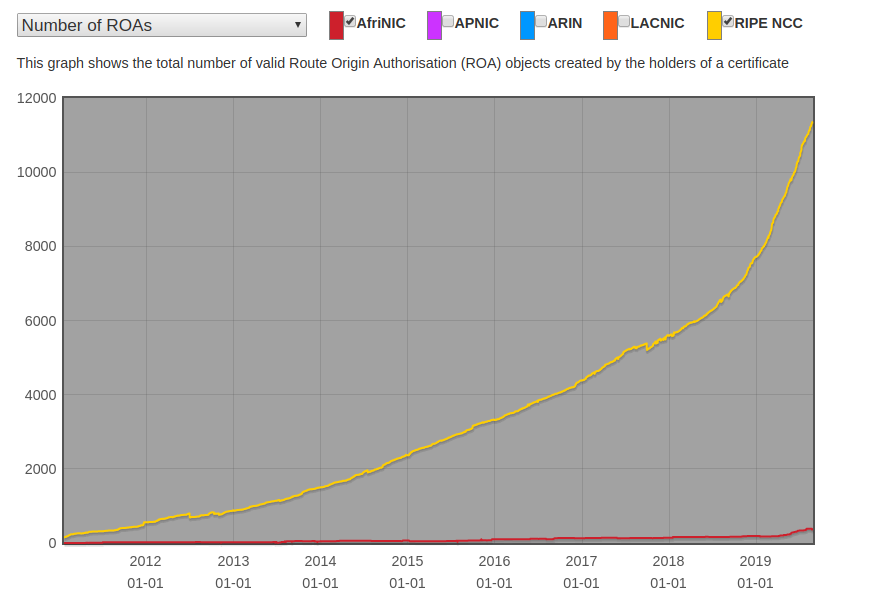 Number of ROAs AfriNIC APNIC ARIN LACNIC RIPE NCC
This graph shows the total number of valid Route Origin Authorisation (ROA) objects created by the holders of a certificate
12000
10000
8000
6000
4000
2000
0
2012 2013 2014 2015 2016 2017 2018 2019
01-01 01-01 01-01 01-01 01-01 01-01 01-01 01-01